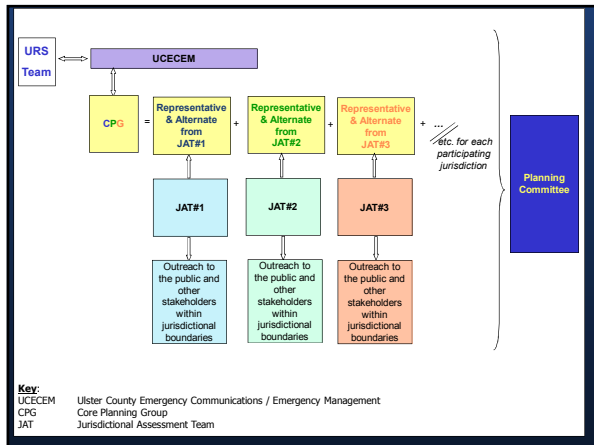 URS
Team
UCECEM
CPG
=
Representative
& Alternate
from
JAT#1
+
Representative
& Alternate
from
JAT#2
+
Representative
& Alternate
from
JAT#3
+
...
etc. for each
participating
jurisdiction
Planning
Committee
JAT#1
JAT#2
JAT#3
Outreach to
the public and
other
stakeholders
within
jurisdictional
boundaries
Outreach to
the public and
other
stakeholders
within
jurisdictional
boundaries
Outreach to
the public and
other
stakeholders
within
jurisdictional
boundaries
Key:
UCECEM Ulster County Emergency Communications / Emergency Management
CPG Core Planning Group
JAT Jurisdictional Assessment Team